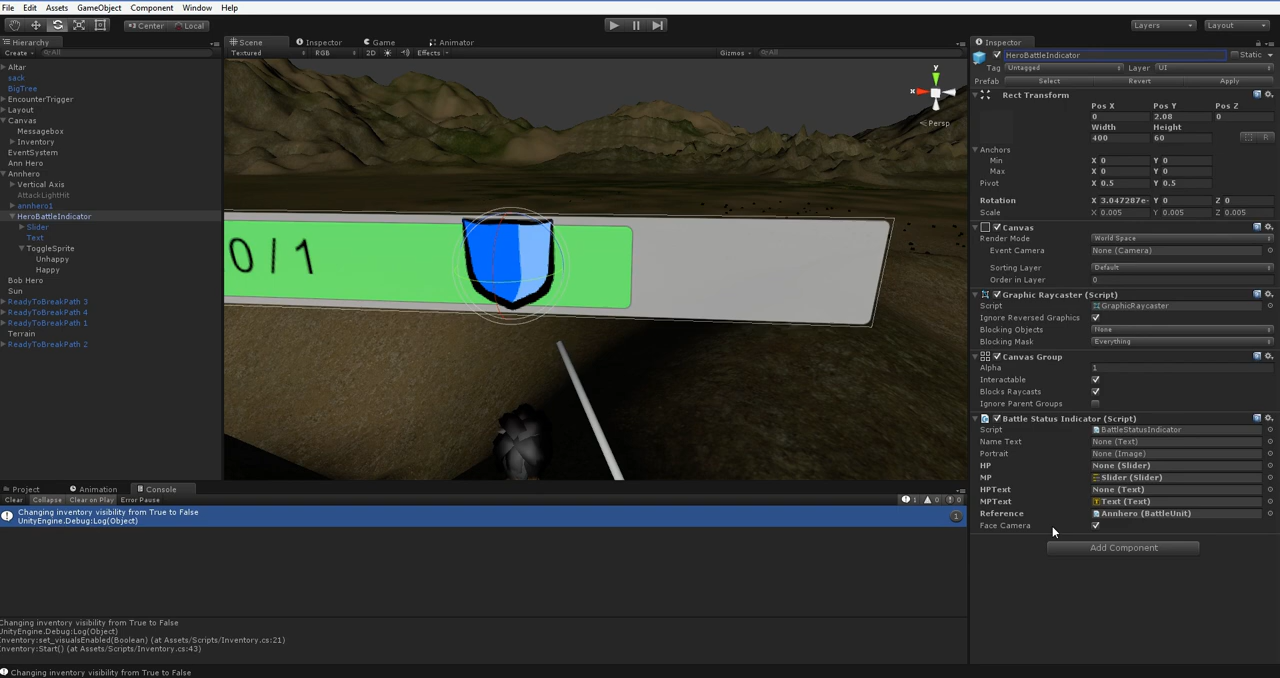 File Edit Assets GameObject Component Window Help
Center Local Layers Layout
Hierarchy
Create All
Altar
sack
BigTree
EncounterTrigger
Layout
Canvas
Messagebox
Inventory
EventSystem
Ann Hero
Annhero
Vertical Axis
AttackLightHit
annhero1
HeroBattleIndicator
Slider
Text
ToggleSprite
Unhappy
Happy
Bob Hero
Sun
ReadyToBreakPath 3
ReadyToBreakPath 4
ReadyToBreakPath 1
Terrain
ReadyToBreakPath 2
Scene Inspector Game Animator
Textured RGB 2D Effects Gizmos All
y
x
Persp
0 / 1
Inspector
HeroBattleIndicator Static
Tag Untagged Layer UI
Prefab Select Revert Apply
Rect Transform
Pos X Pos Y Pos Z
0 2.08 0
Width Height
400 60
R
Anchors
Min X 0 Y 0
Max X 0 Y 0
Pivot X 0.5 Y 0.5
Rotation X 3.047287e- Y 0 Z 0
Scale X 0.005 Y 0.005 Z 0.005
Canvas
Render Mode World Space
Event Camera None (Camera)
Sorting Layer Default
Order in Layer 0
Graphic Raycaster (Script)
Script GraphicRaycaster
Ignore Reversed Graphics
Blocking Objects None
Blocking Mask Everything
Canvas Group
Alpha 1
Interactable
Blocks Raycasts
Ignore Parent Groups
Battle Status Indicator (Script)
Script BattleStatusIndicator
Name Text None (Text)
Portrait None (Image)
HP None (Slider)
MP Slider (Slider)
HPText None (Text)
MPText Text (Text)
Reference Annhero (BattleUnit)
Face Camera
Add Component
Project Animation Console
Clear Collapse Clear on Play Error Pause 1 0 0
Changing inventory visibility from True to False
UnityEngine.Debug:Log(Object)
1
Changing inventory visibility from True to False
UnityEngine.Debug:Log(Object)
Inventory:set_visualsEnabled(Boolean) (at Assets/Scripts/Inventory.cs:21)
Inventory:Start() (at Assets/Scripts/Inventory.cs:43)
Changing inventory visibility from True to False